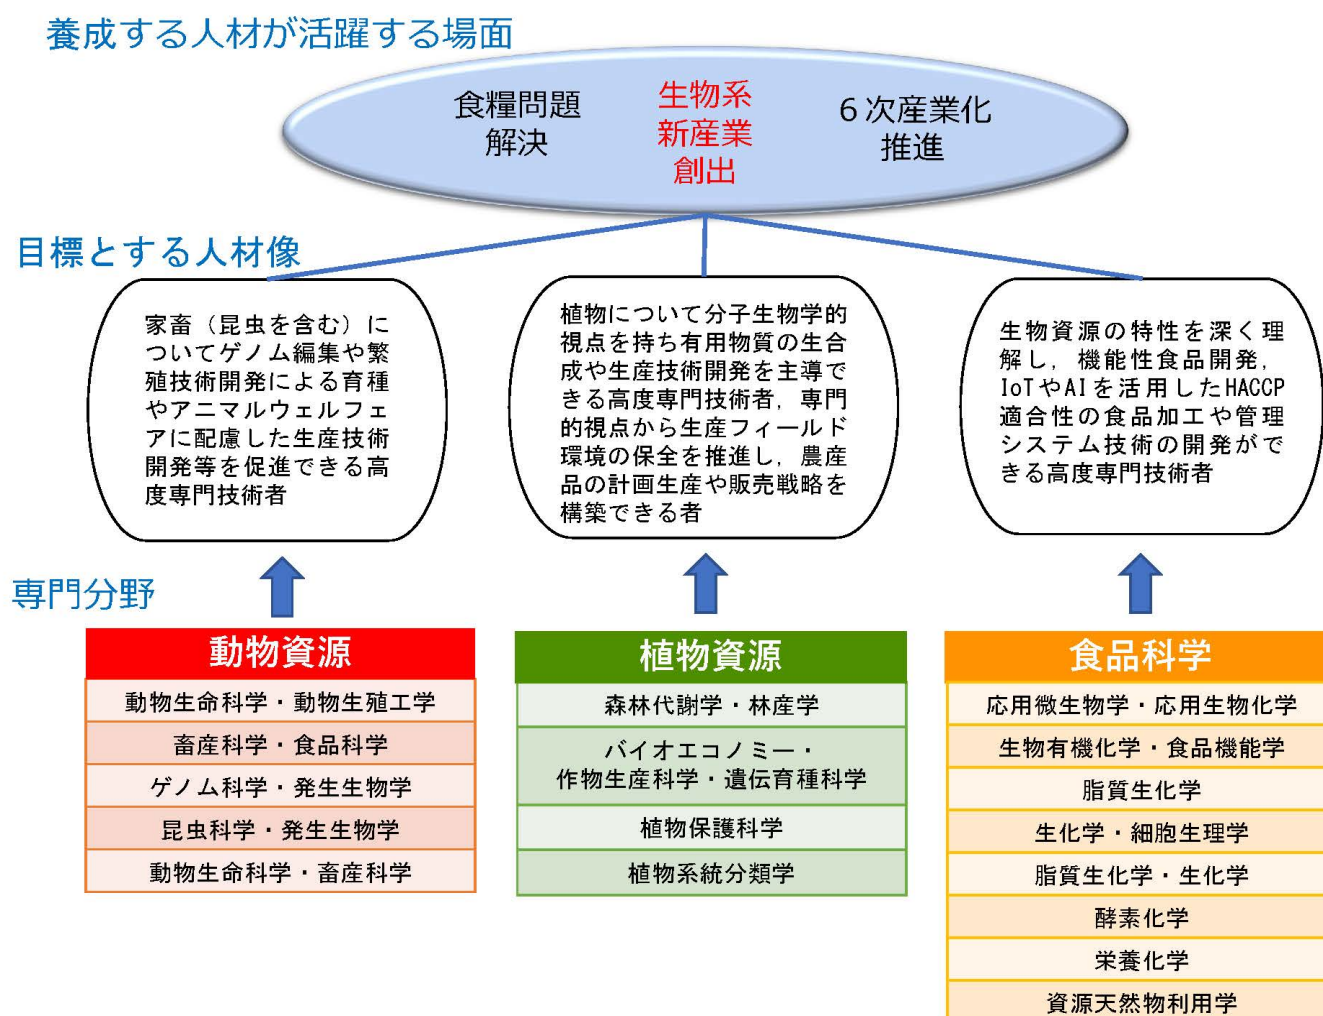 養成する人材が活躍する場面
食糧問題
解決
生物系
新産業
創出
６次産業化
推進
目標とする人材像
家畜（昆虫を含む）に
ついてゲノム編集や繁
殖技術開発による育種
やアニマルウェルフェ
アに配慮した生産技術
開発等を促進できる高
度専門技術者
植物について分子生物学的
視点を持ち有用物質の生合
成や生産技術開発を主導で
きる高度専門技術者，専門
的視点から生産フィールド
環境の保全を推進し，農産
品の計画生産や販売戦略を
構築できる者
生物資源の特性を深く理
解し，機能性食品開発，
IoTやAIを活用したHACCP
適合性の食品加工や管理
システム技術の開発がで
きる高度専門技術者
専門分野
動物資源
動物生命科学・動物生殖工学
畜産科学・食品科学
ゲノム科学・発生生物学
昆虫科学・発生生物学
動物生命科学・畜産科学
植物資源
森林代謝学・林産学
バイオエコノミー・
作物生産科学・遺伝育種科学
植物保護科学
植物系統分類学
食品科学
応用微生物学・応用生物化学
生物有機化学・食品機能学
脂質生化学
生化学・細胞生理学
脂質生化学・生化学
酵素化学
栄養化学
資源天然物利用学